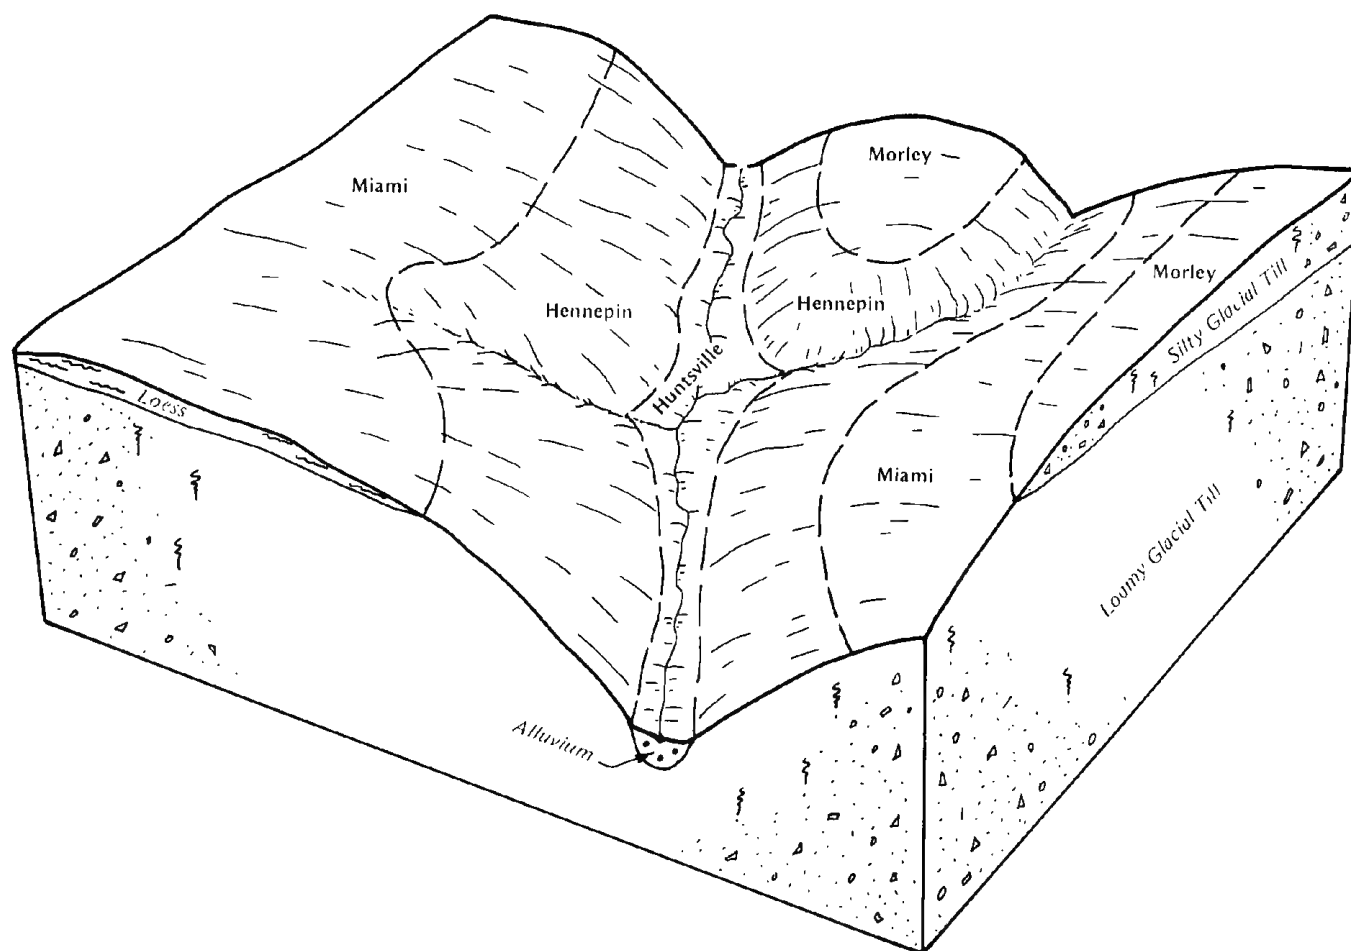 Morley
Miami
Morley
Hennepin
Hennepin
Silty Glacial Till
Huntsville
Loess
Miami
Loamy Glacial Till
Alluvium